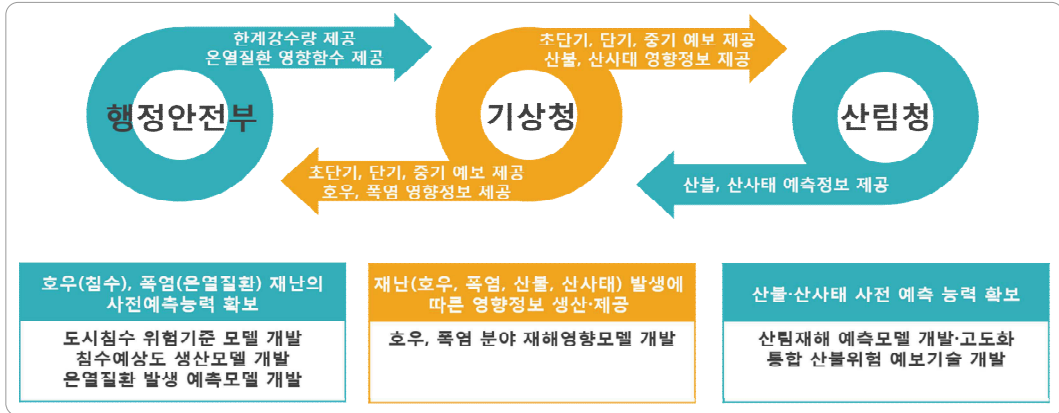 한계강수량 제공
온열질환 영향함수 제공
초단기, 단기, 중기 예보 제공
산불, 산시대 영향정보 제공
행정안전부
기상청
산림청
초단기, 단기, 중기 예보 제공
호우, 폭염 영향정보 제공
산불, 산사태 예측정보 제공
호우(침수), 폭염(온열질환) 재난의
사전예측능력 확보
도시침수 위험기준 모델 개발
침수예상도 생산모델 개발
온열질환 발생 예측모델 개발
재난(호우, 폭염, 산불, 산사태) 발생에
따른 영향정보 생산·제공
호우, 폭염 분야 재해영향모델 개발
산불·산사태 사전 예측 능력 확보
산림재해 예측모델 개발·고도화
통합 산불위험 예보기술 개발